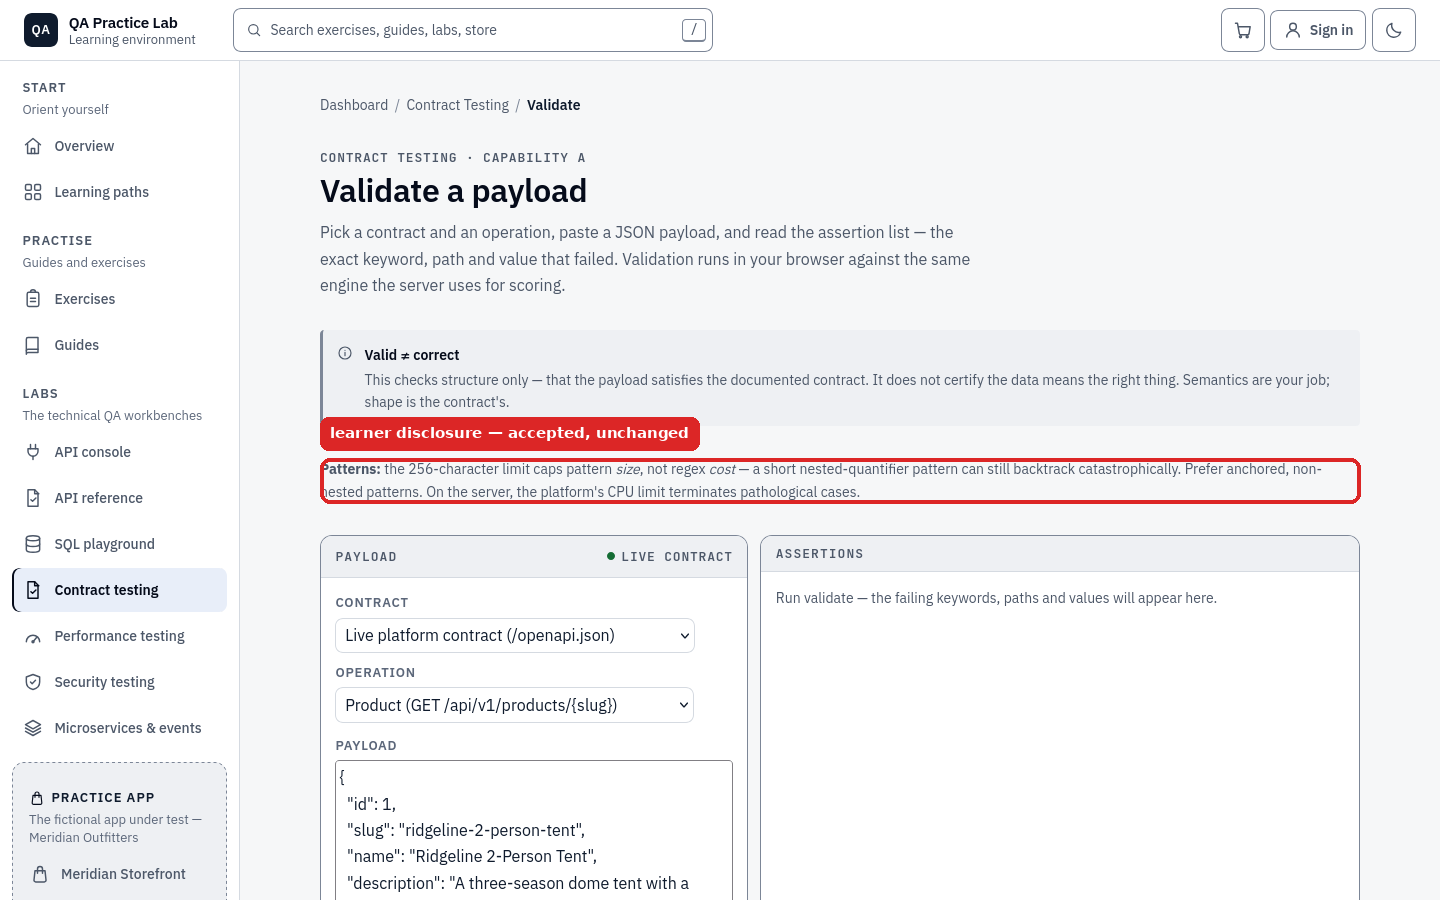 QA
QA Practice Lab
Learning environment
Search exercises, guides, labs, store
/
Sign in
START
Orient yourself
Overview
Learning paths
PRACTISE
Guides and exercises
Exercises
Guides
LABS
The technical QA workbenches
API console
API reference
SQL playground
Contract testing
Performance testing
Security testing
Microservices & events
PRACTICE APP
The fictional app under test —
Meridian Outfitters
Meridian Storefront
Dashboard / Contract Testing / Validate
CONTRACT TESTING · CAPABILITY A
Validate a payload
Pick a contract and an operation, paste a JSON payload, and read the assertion list — the
exact keyword, path and value that failed. Validation runs in your browser against the same
engine the server uses for scoring.
Valid ≠ correct
This checks structure only — that the payload satisfies the documented contract. It does not certify the data means the right thing. Semantics are your job;
shape is the contract's.
learner disclosure — accepted, unchanged
Patterns: the 256-character limit caps pattern size, not regex cost — a short nested-quantifier pattern can still backtrack catastrophically. Prefer anchored, non-
nested patterns. On the server, the platform's CPU limit terminates pathological cases.
PAYLOAD
LIVE CONTRACT
CONTRACT
Live platform contract (/openapi.json)
OPERATION
Product (GET /api/v1/products/{slug})
PAYLOAD
{
"id": 1,
"slug": "ridgeline-2-person-tent",
"name": "Ridgeline 2-Person Tent",
"description": "A three-season dome tent with a
ASSERTIONS
Run validate — the failing keywords, paths and values will appear here.